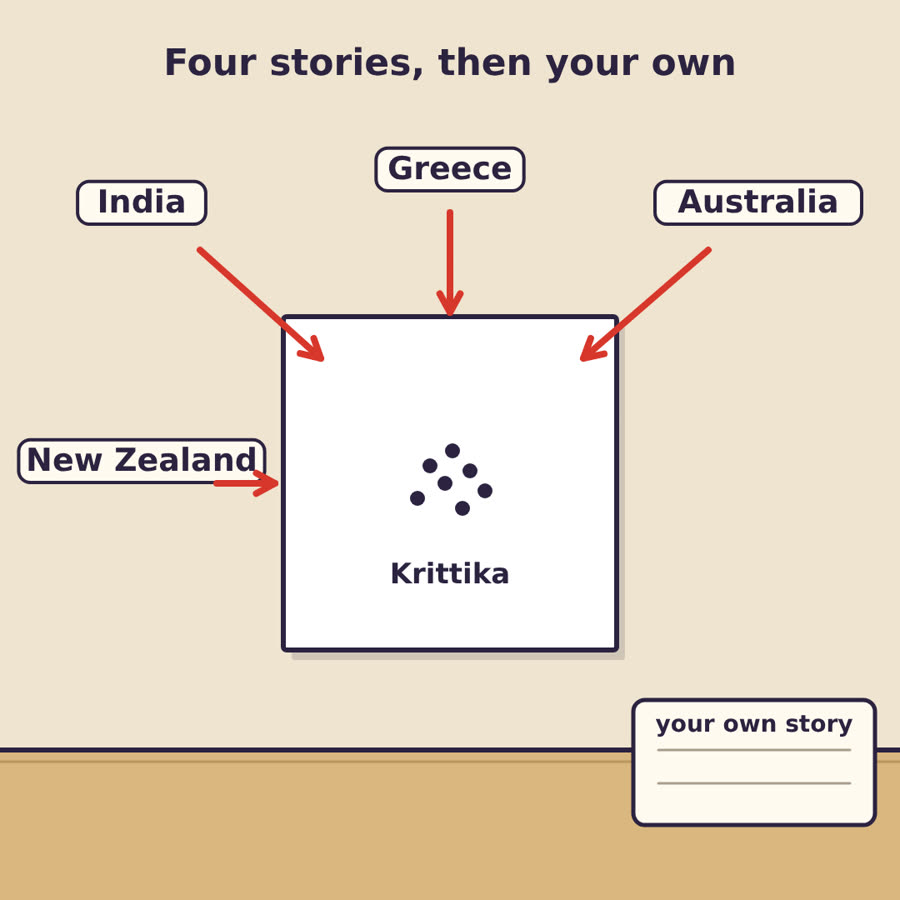 Four stories, then your own
Greece
India
Australia
New Zealand
Krittika
your own story